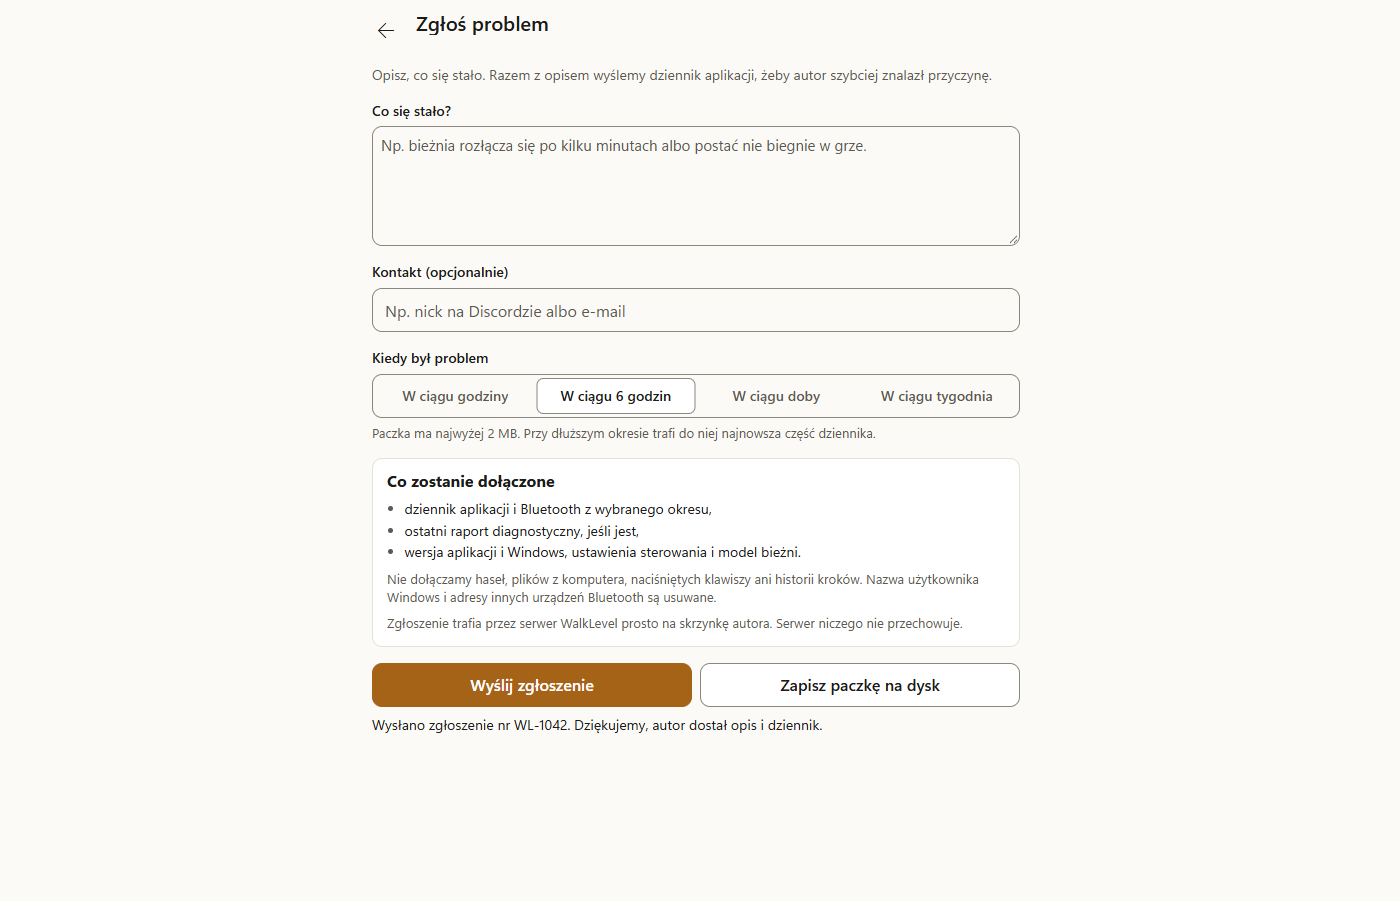 Zgłoś problem
Opisz, co się stało. Razem z opisem wyślemy dziennik aplikacji, żeby autor szybciej znalazł przyczynę.
Co się stało?
Np. bieżnia rozłącza się po kilku minutach albo postać nie biegnie w grze.
Kontakt (opcjonalnie)
Np. nick na Discordzie albo e-mail
Kiedy był problem
W ciągu godziny W ciągu 6 godzin W ciągu doby W ciągu tygodnia
Paczka ma najwyżej 2 MB. Przy dłuższym okresie trafi do niej najnowsza część dziennika.
Co zostanie dołączone
• dziennik aplikacji i Bluetooth z wybranego okresu,
• ostatni raport diagnostyczny, jeśli jest,
• wersja aplikacji i Windows, ustawienia sterowania i model bieżni.
Nie dołączamy haseł, plików z komputera, naciśniętych klawiszy ani historii kroków. Nazwa użytkownika
Windows i adresy innych urządzeń Bluetooth są usuwane.
Zgłoszenie trafia przez serwer WalkLevel prosto na skrzynkę autora. Serwer niczego nie przechowuje.
Wyślij zgłoszenie Zapisz paczkę na dysk
Wysłano zgłoszenie nr WL-1042. Dziękujemy, autor dostał opis i dziennik.